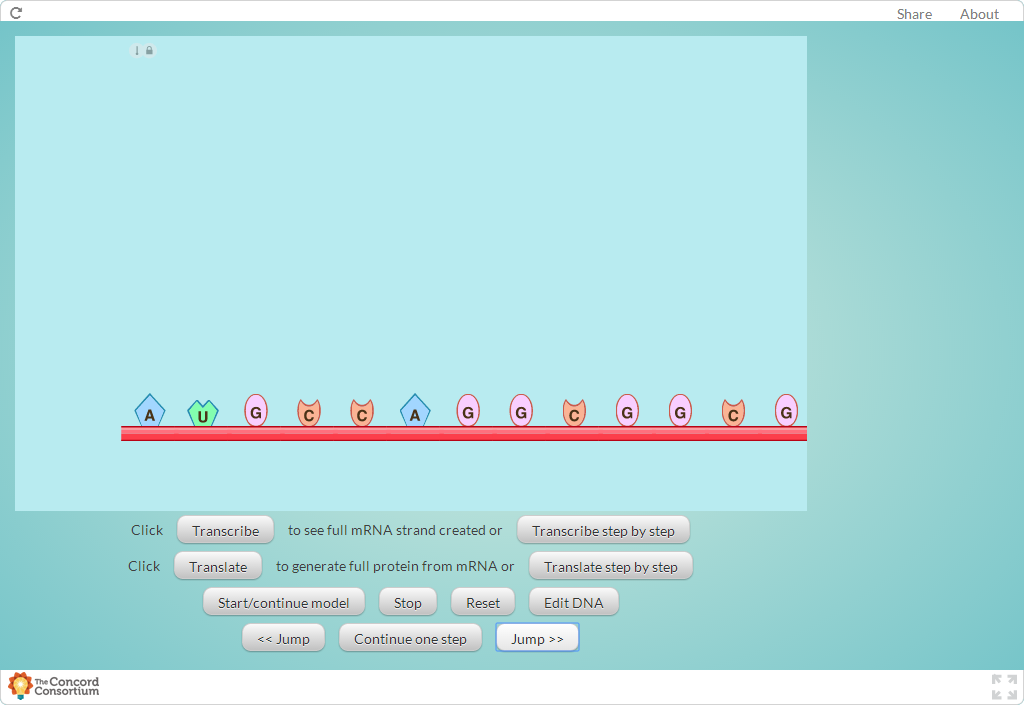 Share About
A U G C C A G G C G G C G
Click Transcribe to see full mRNA strand created or Transcribe step by step
Click Translate to generate full protein from mRNA or Translate step by step
Start/continue model Stop Reset Edit DNA
<< Jump Continue one step Jump >>
The Concord
Consortium